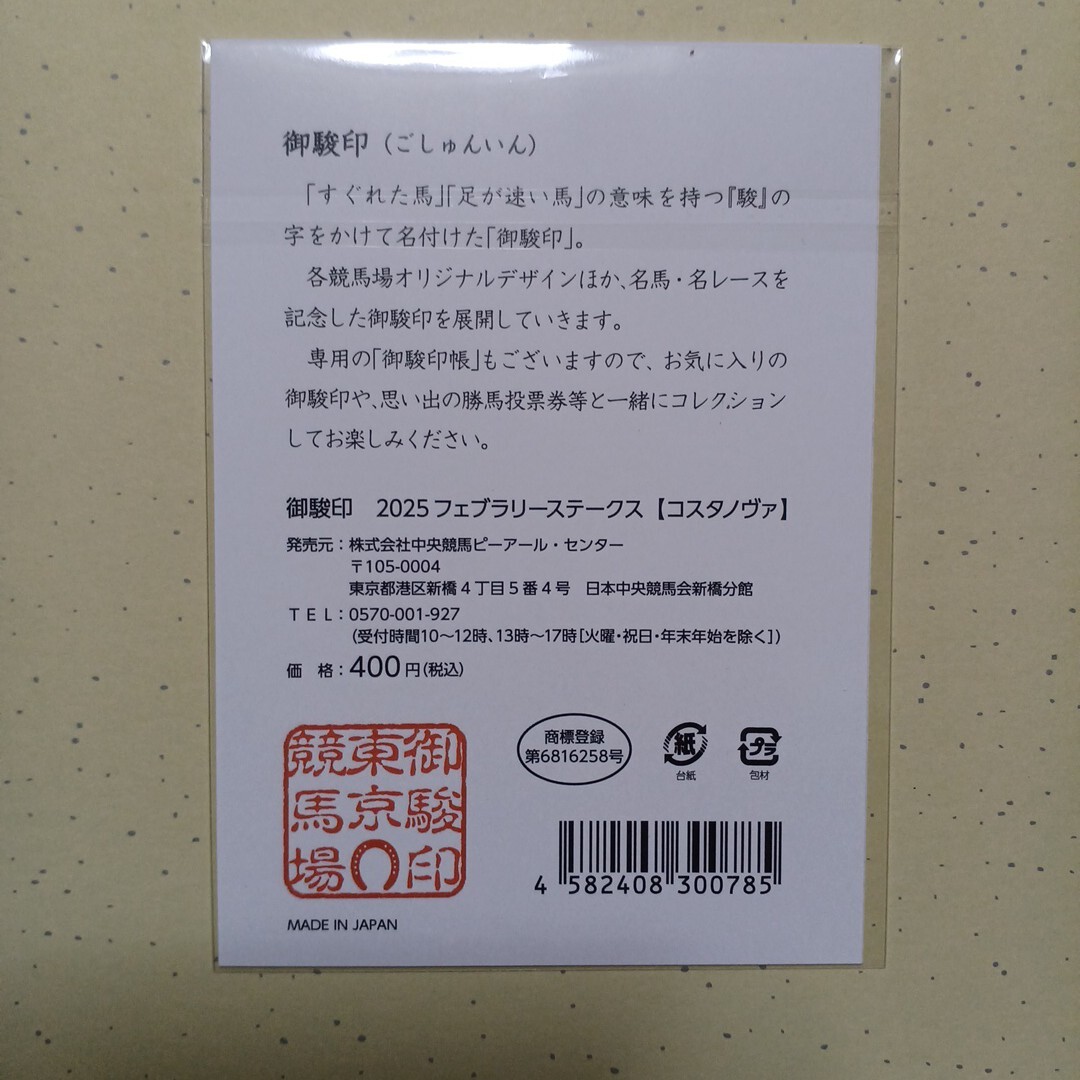 御駿印（ごしゅんいん）
「すぐれた馬」「足が速い馬」の意味を持つ『駿』の
字をかけて名付けた「御駿印」。
各競馬場オリジナルデザインほか、名馬・名レースを
記念した御駿印を展開していきます。
専用の「御駿印帳」もございますので、お気に入りの
御駿印や、思い出の勝馬投票券等と一緒にコレクション
してお楽しみください。
御駿印　2025フェブラリーステークス【コスタノヴァ】
発売元：株式会社中央競馬ピーアール・センター
〒105-0004
東京都港区新橋４丁目５番４号　日本中央競馬会新橋分館
ＴＥＬ：0570-001-927
（受付時間10～12時、13時～17時［火曜・祝日・年末年始を除く］）
価　格：400円（税込）
御駿印
東京
競馬場
商標登録
第6816258号
紙
台紙
プラ
包材
4 582408 300785
MADE IN JAPAN